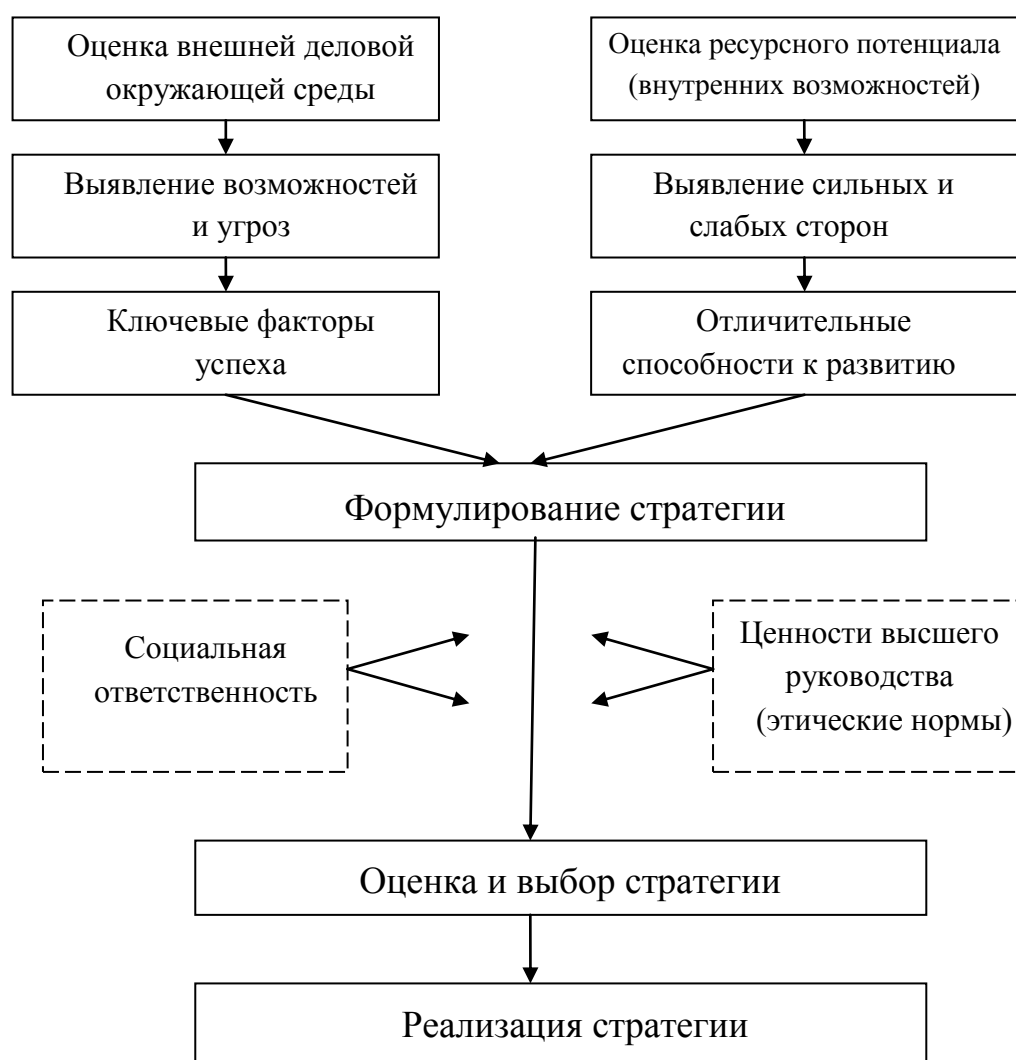 Оценка внешней деловой
окружающей среды
Оценка ресурсного потенциала
(внутренних возможностей)
Выявление возможностей
и угроз
Выявление сильных и
слабых сторон
Ключевые факторы
успеха
Отличительные
способности к развитию
Формулирование стратегии
Социальная
ответственность
Ценности высшего
руководства
(этические нормы)
Оценка и выбор стратегии
Реализация стратегии